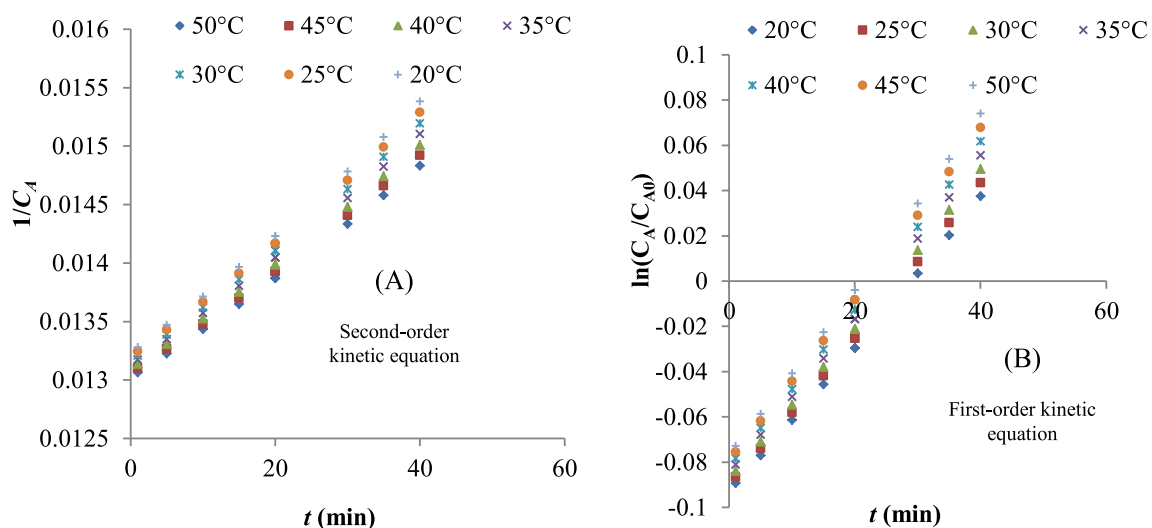 0.016
0.0155
0.015
0.0145
0.014
0.0135
0.013
0.0125
1/C_A
50°C 45°C 40°C 35°C
30°C 25°C 20°C
(A)
Second-order
kinetic equation
0 20 40 60
t (min)
0.1
0.08
0.06
0.04
0.02
0
-0.02
-0.04
-0.06
-0.08
-0.1
ln(C_A/C_A0)
20°C 25°C 30°C 35°C
40°C 45°C 50°C
0 20 40 60
(B)
First-order kinetic
equation
t (min)